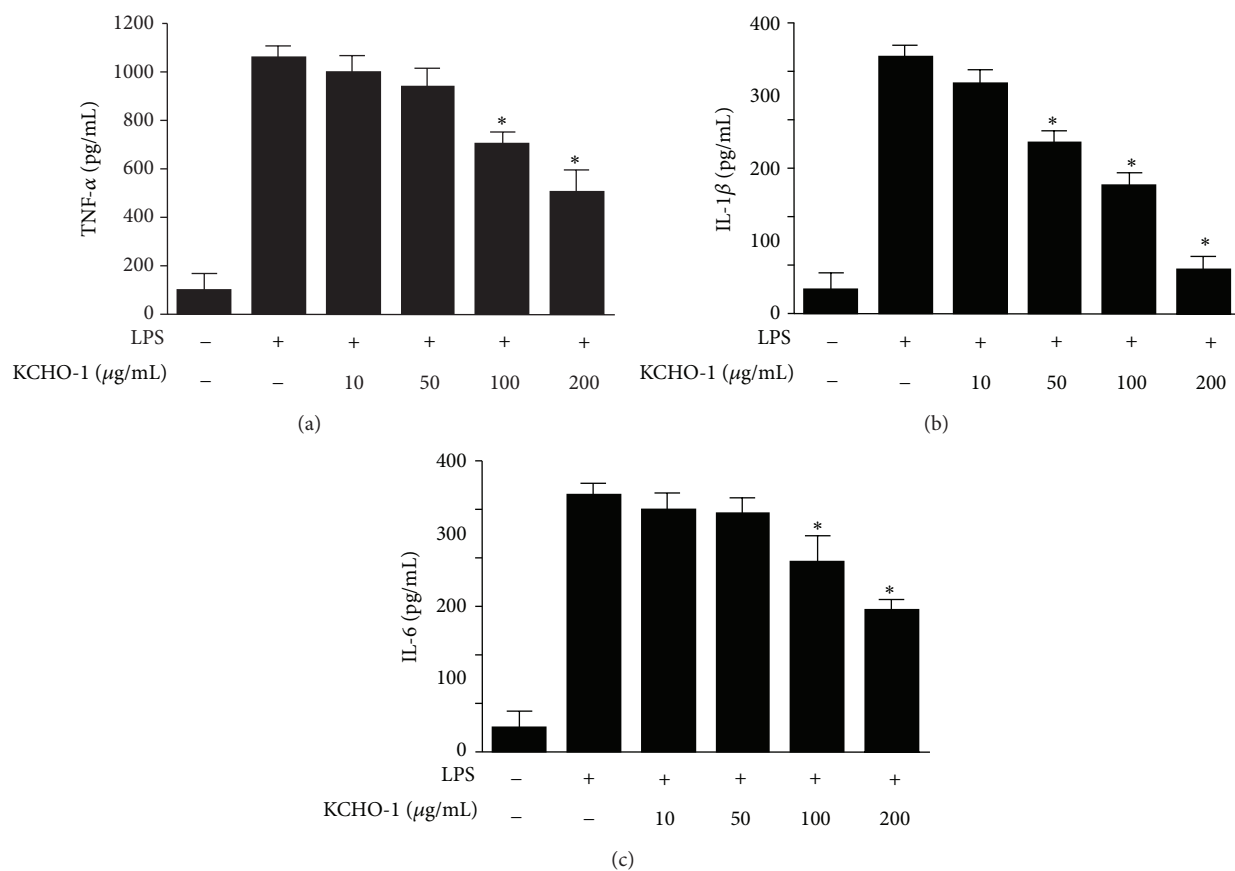 1200
1000
800
600
400
200
0
TNF-α (pg/mL)
*
*
LPS – + + + + +
KCHO-1 (μg/mL) – – 10 50 100 200
(a)
400
300
200
100
0
IL-1β (pg/mL)
*
*
*
LPS – + + + + +
KCHO-1 (μg/mL) – – 10 50 100 200
(b)
400
300
200
100
0
IL-6 (pg/mL)
*
*
LPS – + + + + +
KCHO-1 (μg/mL) – – 10 50 100 200
(c)